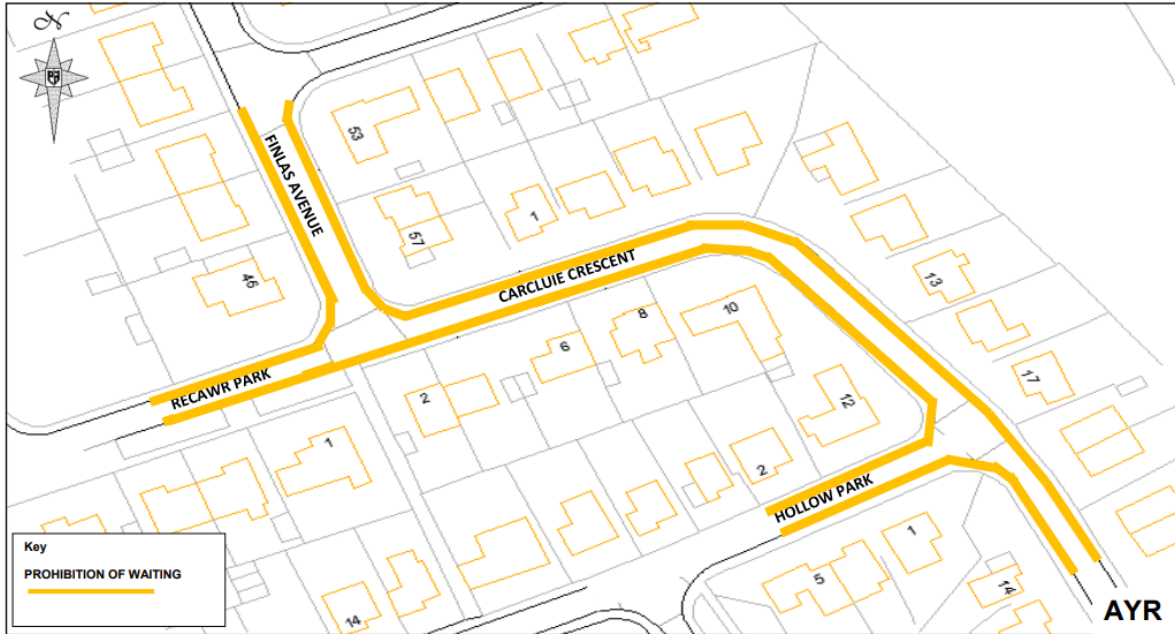 N
53
FINLAS AVENUE
57
1
46
CARCLUIE CRESCENT
13
10
8
6
17
RECAWR PARK
2
12
1
2
HOLLOW PARK
1
5
14
14
Key
PROHIBITION OF WAITING
AYR